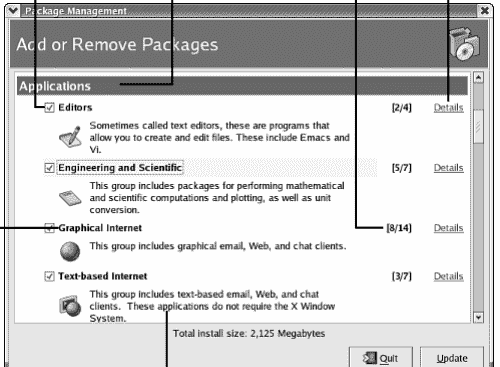 Package Management
Add or Remove Packages
Applications
Editors [2/4] Details
Sometimes called text editors, these are programs that
allow you to create and edit files. These include Emacs and
Vi.
Engineering and Scientific [5/7] Details
This group includes packages for performing mathematical
and scientific computations and plotting, as well as unit
conversion.
Graphical Internet [8/14] Details
This group includes graphical email, Web, and chat clients.
Text-based Internet [3/7] Details
This group includes text-based email, Web, and chat
clients. These applications do not require the X Window
System.
Total install size: 2,125 Megabytes
Quit Update